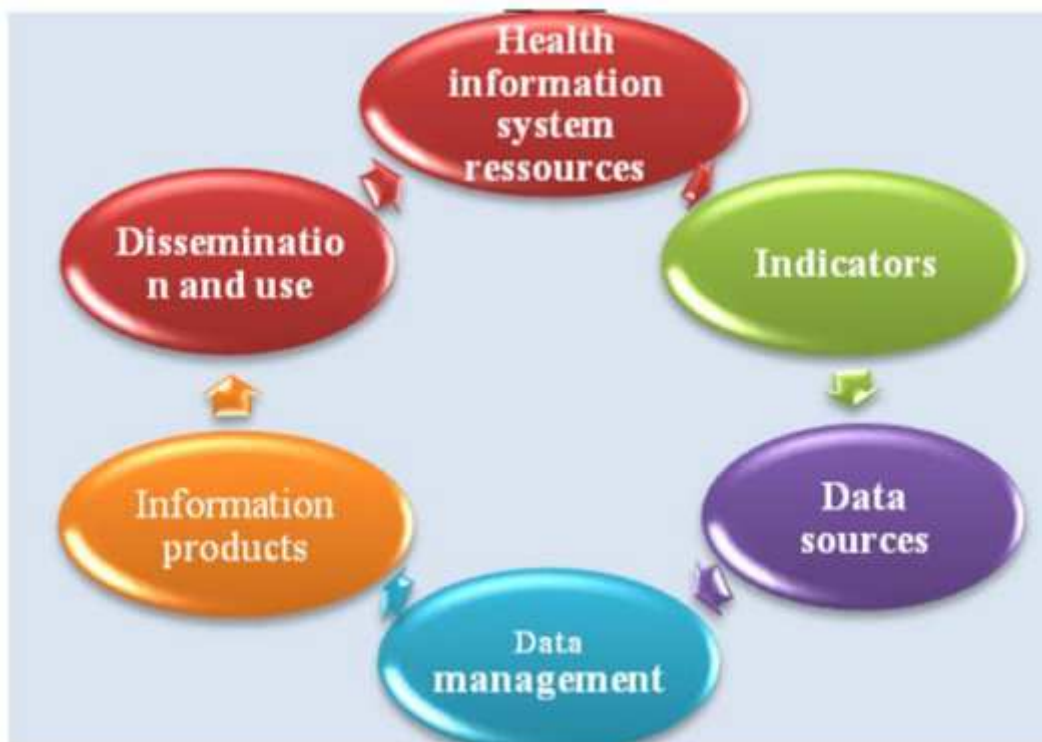 Health
information
system
ressources
Indicators
Data
sources
Data
management
Information
products
Disseminatio
n and use